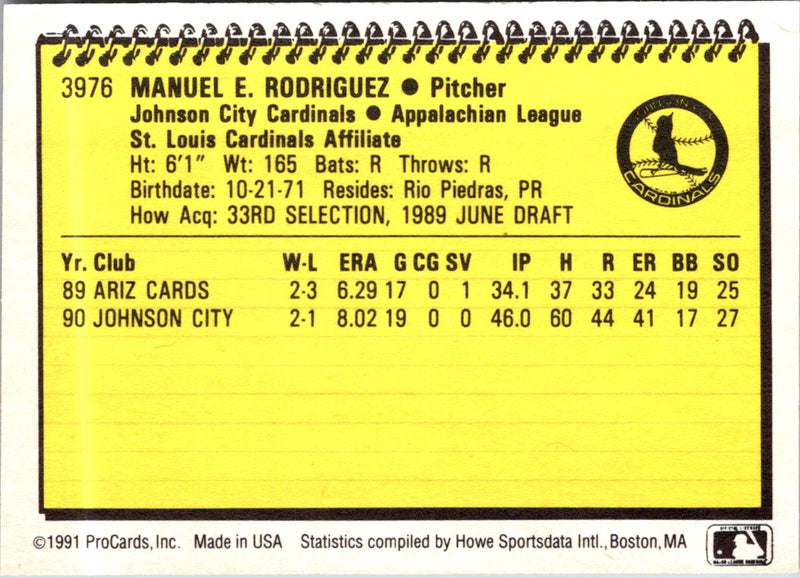 3976 MANUEL E. RODRIGUEZ ● Pitcher
Johnson City Cardinals ● Appalachian League
St. Louis Cardinals Affiliate
Ht: 6'1" Wt: 165 Bats: R Throws: R
Birthdate: 10-21-71 Resides: Rio Piedras, PR
How Acq: 33RD SELECTION, 1989 JUNE DRAFT
CARDINALS
Yr. Club W-L ERA G CG SV IP H R ER BB SO
89 ARIZ CARDS 2-3 6.29 17 0 1 34.1 37 33 24 19 25
90 JOHNSON CITY 2-1 8.02 19 0 0 46.0 60 44 41 17 27
©1991 ProCards, Inc. Made in USA Statistics compiled by Howe Sportsdata Intl., Boston, MA